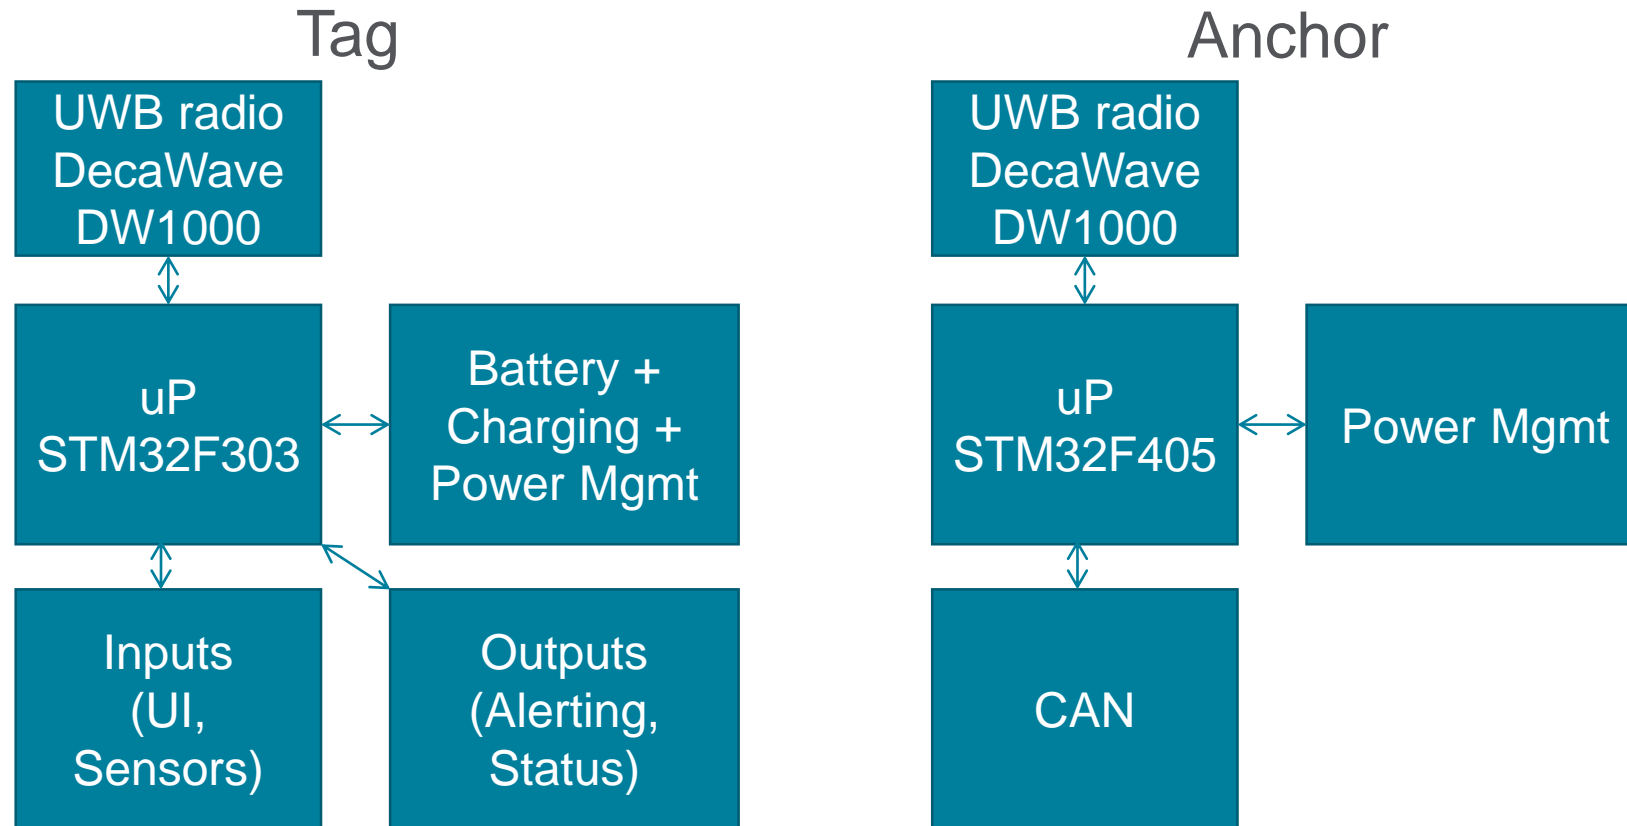 Tag
UWB radio
DecaWave
DW1000
uP
STM32F303
Battery +
Charging +
Power Mgmt
Inputs
(UI,
Sensors)
Outputs
(Alerting,
Status)
Anchor
UWB radio
DecaWave
DW1000
uP
STM32F405
Power Mgmt
CAN